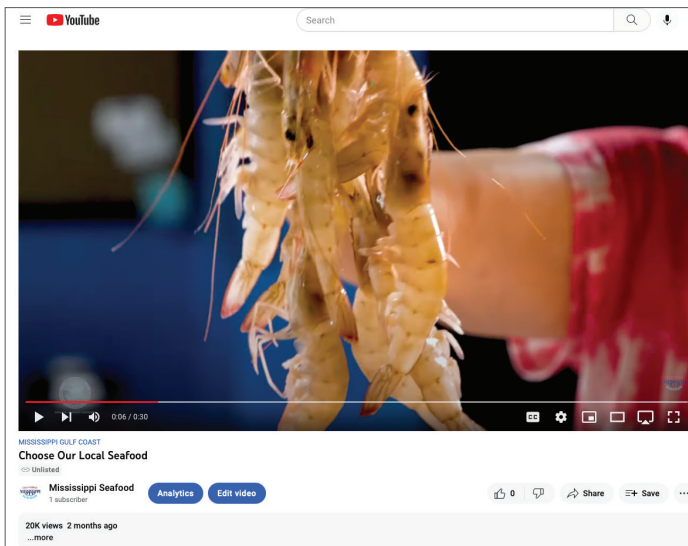 YouTube
Search
0:06 / 0:30
CC
MISSISSIPPI GULF COAST
Choose Our Local Seafood
Unlisted
Mississippi Seafood
1 subscriber
Analytics
Edit video
0
Share
Save
20K views 2 months ago
...more